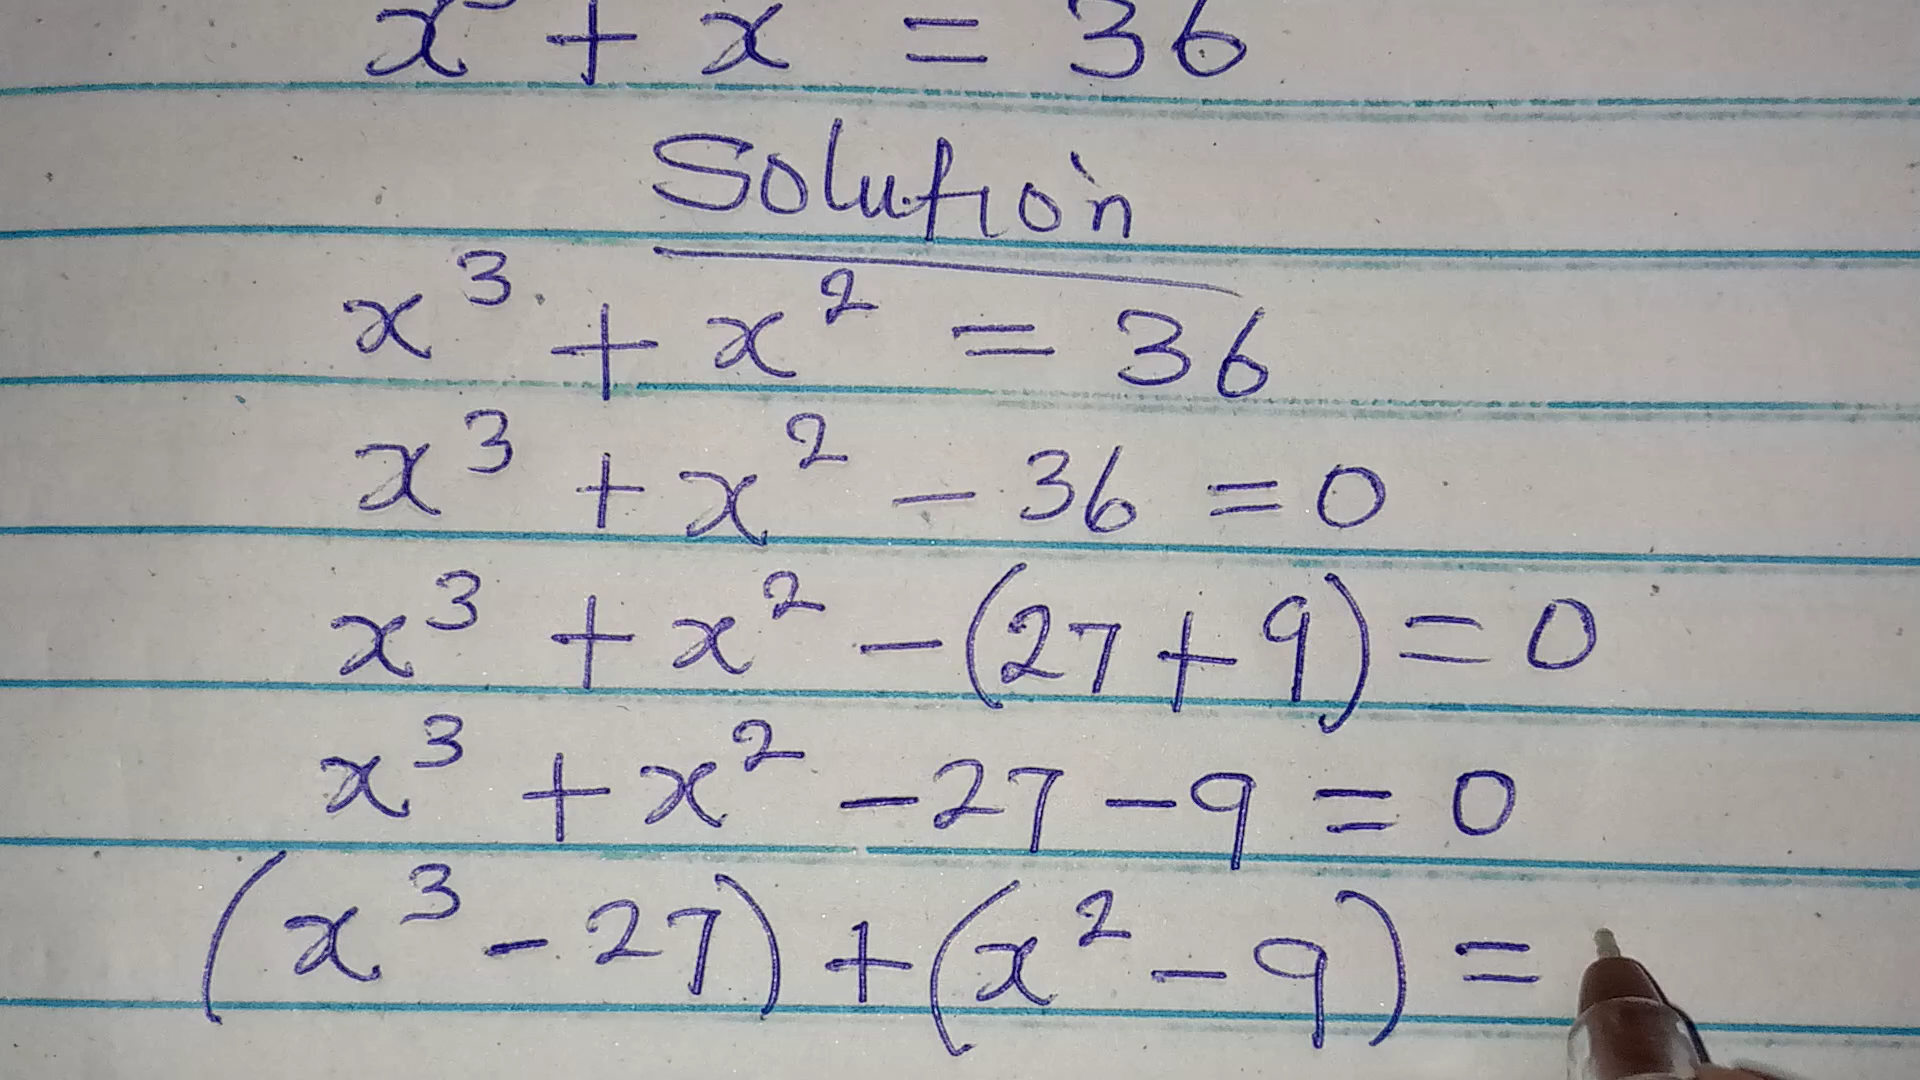 x + x = 36
Solution
x³ + x² = 36
x³ + x² - 36 = 0
x³ + x² - (27 + 9) = 0
x³ + x² - 27 - 9 = 0
(x³ - 27) + (x² - 9) =